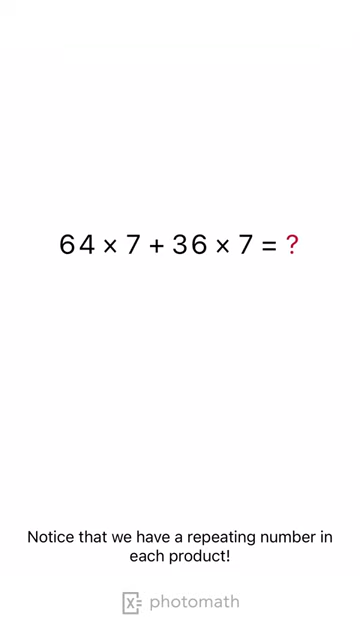 64 × 7 + 36 × 7 = ?
Notice that we have a repeating number in
each product!
photomath